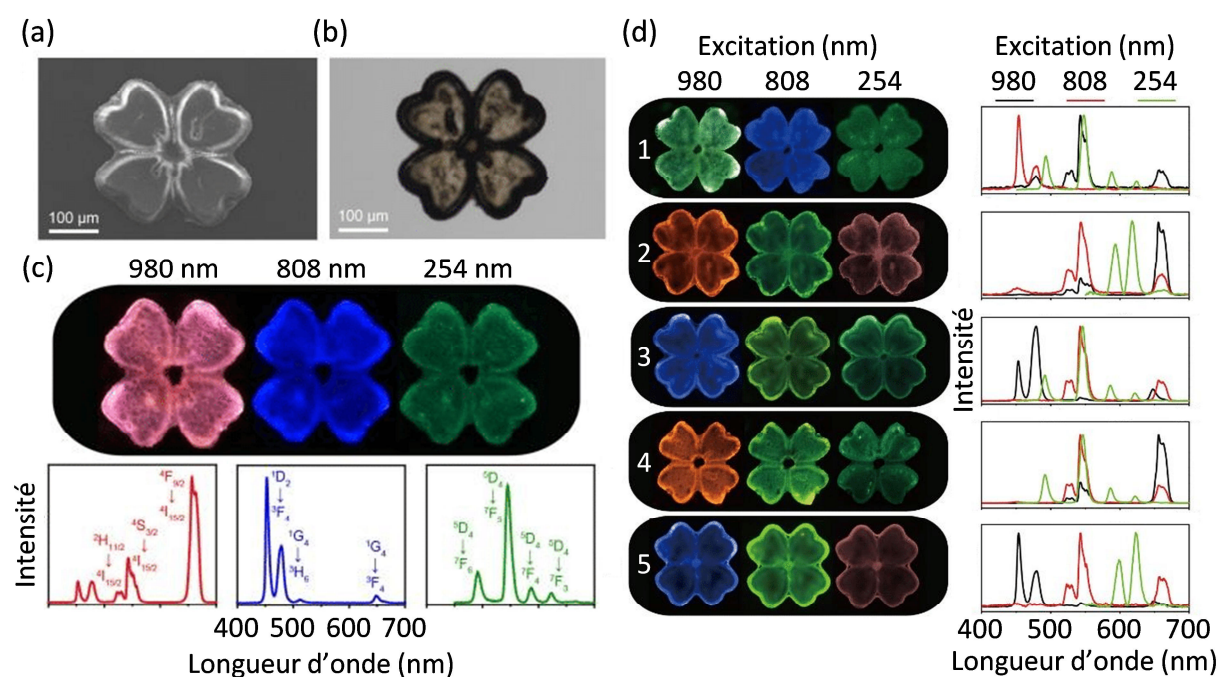 (a)
(b)
100 µm
100 µm
(c)
980 nm 808 nm 254 nm
Intensité
²H₁₁/₂
↓
⁴I₁₅/₂
⁴S₃/₂
↓
⁴I₁₅/₂
⁴F₉/₂
↓
⁴I₁₅/₂
¹D₂
↓
³F₄
¹G₄
↓
³H₆
¹G₄
↓
³F₄
⁵D₄
↓
⁷F₆
⁵D₄
↓
⁷F₅
⁵D₄
↓
⁷F₄
⁵D₄
↓
⁷F₃
400 500 600 700
Longueur d’onde (nm)
(d)
Excitation (nm)
980 808 254
1
2
3
4
5
Excitation (nm)
980 808 254
Intensité
400 500 600 700
Longueur d’onde (nm)